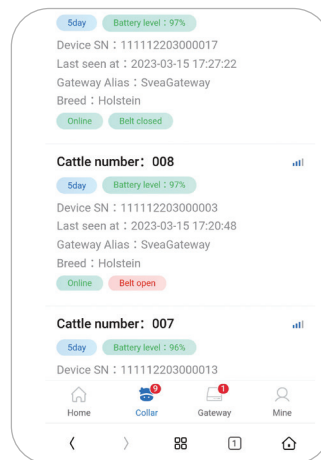 5day Battery level：97%
Device SN：111112203000017
Last seen at：2023-03-15 17:27:22
Gateway Alias：SveaGateway
Breed：Holstein
Online Belt closed
Cattle number：008
5day Battery level：97%
Device SN：111112203000003
Last seen at：2023-03-15 17:20:48
Gateway Alias：SveaGateway
Breed：Holstein
Online Belt open
Cattle number：007
5day Battery level：96%
Device SN：111112203000013
9 1
Home Collar Gateway Mine
1